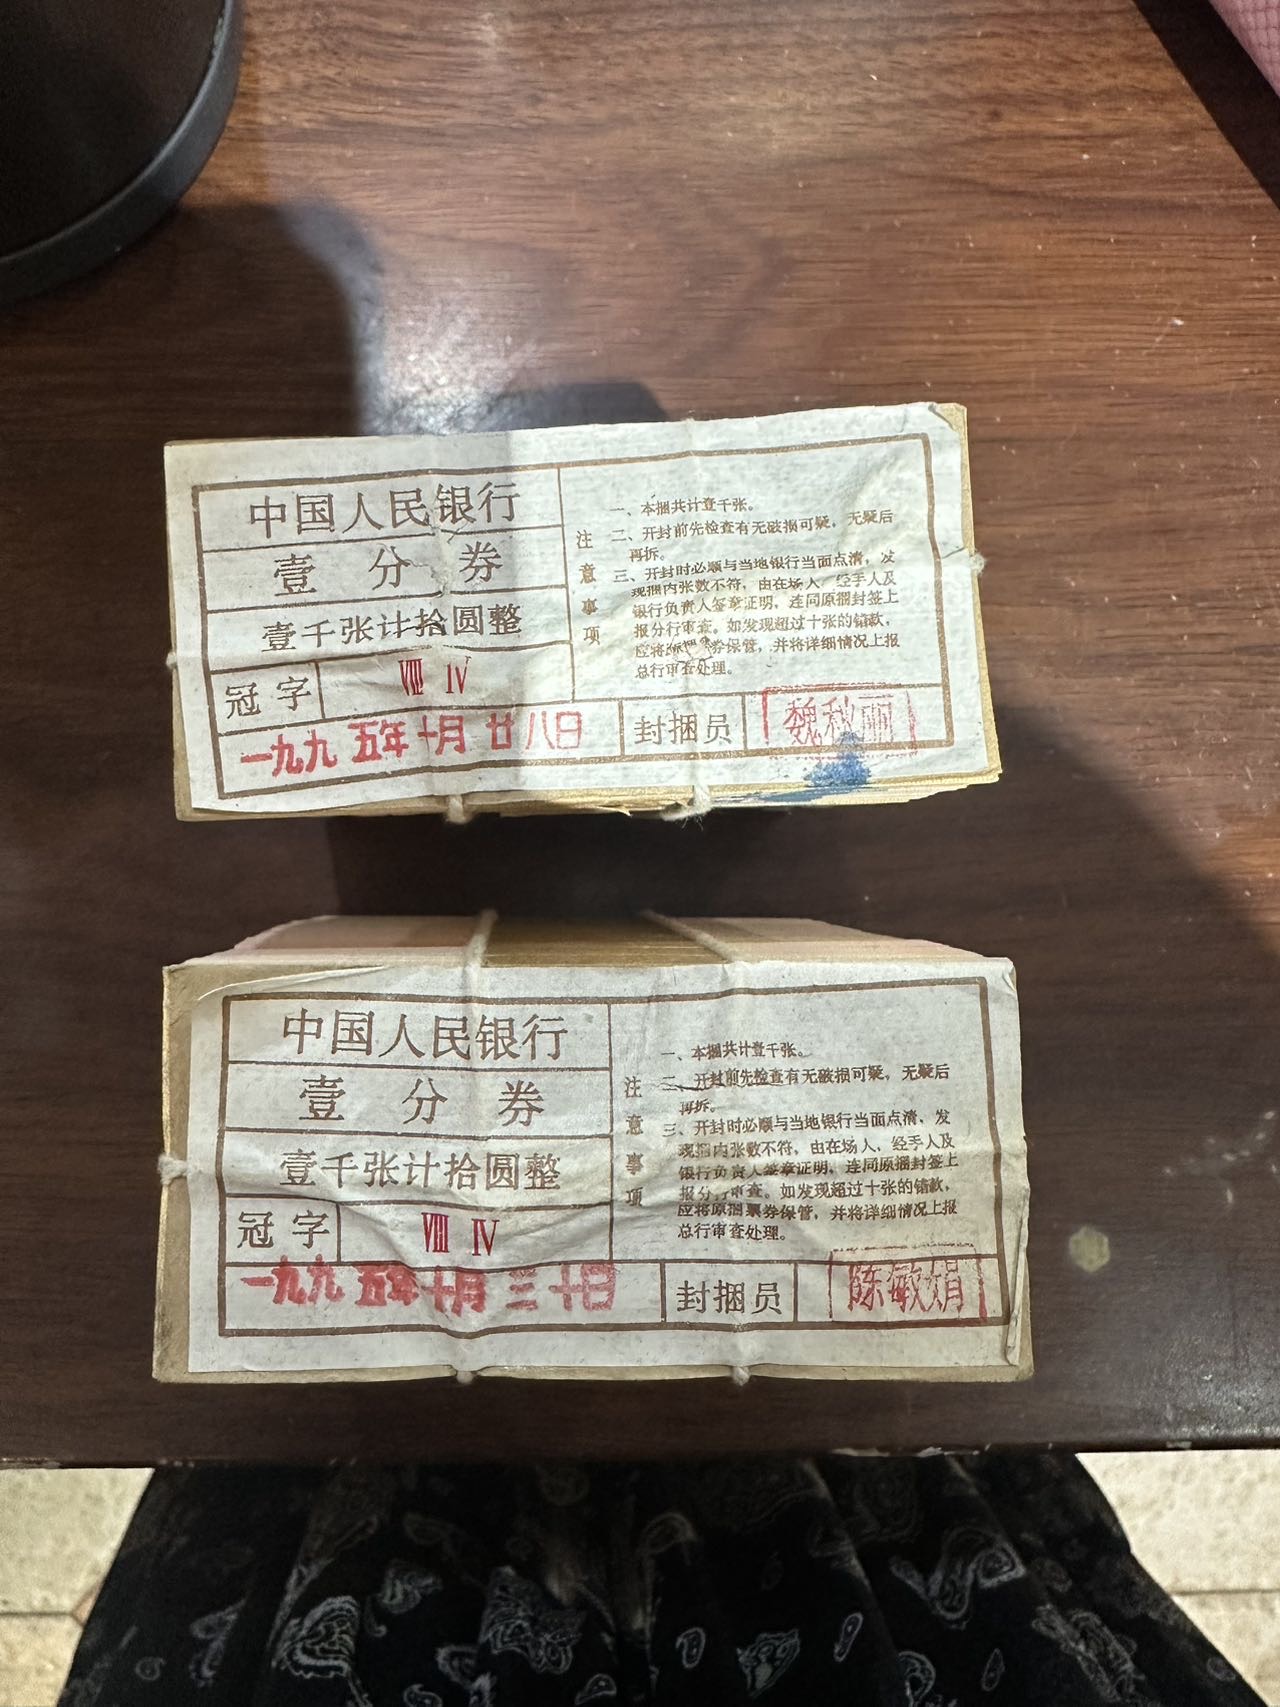 中国人民银行
壹分券
壹千张计拾圆整
冠字 Ⅷ Ⅳ
一九九五年十月廿八日
注意事项
一、本捆共计壹千张。
二、开封前先检查有无破损可疑，无疑后
再拆。
三、开封时必顺与当地银行当面点清，发
现捆内张数不符，由在场人、经手人及
银行负责人签章证明，连同原捆封签上
报分行审查。如发现超过十张的错款，
应将原捆 券保管，并将详细情况上报
总行审查处理。
封捆员 魏秋丽
中国人民银行
壹分券
壹千张计拾圆整
冠字 Ⅷ Ⅳ
一九九五年十月三十日
注意事项
一、本捆共计壹千张。
二、开封前先检查有无破损可疑，无疑后
再拆。
三、开封时必顺与当地银行当面点清，发
现捆内张数不符，由在场人、经手人及
银行负责人签章证明，连同原捆封签上
报分行审查。如发现超过十张的错款，
应将原捆票券保管，并将详细情况上报
总行审查处理。
封捆员 陈敏娟